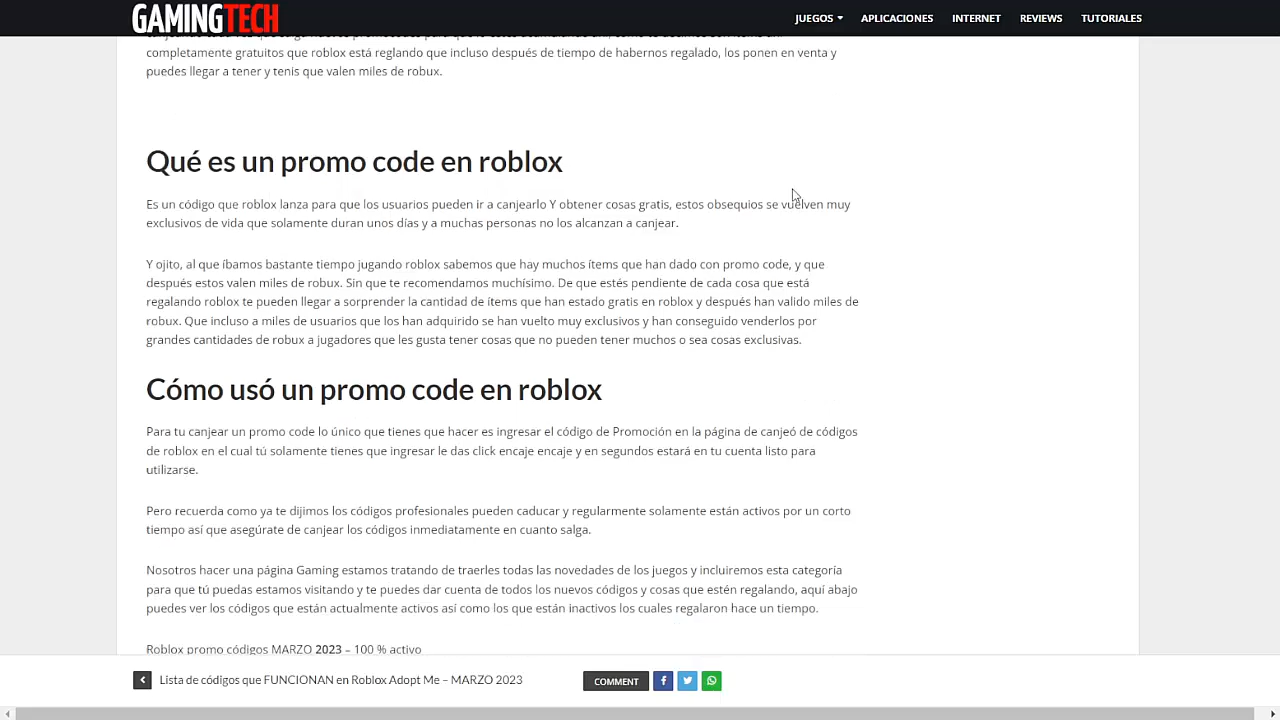 GAMINGTECH
JUEGOS APLICACIONES INTERNET REVIEWS TUTORIALES
completamente gratuitos que roblox está reglando que incluso después de tiempo de habernos regalado, los ponen en venta y
puedes llegar a tener y tenis que valen miles de robux.
Qué es un promo code en roblox
Es un código que roblox lanza para que los usuarios pueden ir a canjearlo Y obtener cosas gratis, estos obsequios se vuelven muy
exclusivos de vida que solamente duran unos días y a muchas personas no los alcanzan a canjear.
Y ojito, al que íbamos bastante tiempo jugando roblox sabemos que hay muchos ítems que han dado con promo code, y que
después estos valen miles de robux. Sin que te recomendamos muchísimo. De que estés pendiente de cada cosa que está
regalando roblox te pueden llegar a sorprender la cantidad de ítems que han estado gratis en roblox y después han valido miles de
robux. Que incluso a miles de usuarios que los han adquirido se han vuelto muy exclusivos y han conseguido venderlos por
grandes cantidades de robux a jugadores que les gusta tener cosas que no pueden tener muchos o sea cosas exclusivas.
Cómo usó un promo code en roblox
Para tu canjear un promo code lo único que tienes que hacer es ingresar el código de Promoción en la página de canjeó de códigos
de roblox en el cual tú solamente tienes que ingresar le das click encaje encaje y en segundos estará en tu cuenta listo para
utilizarse.
Pero recuerda como ya te dijimos los códigos profesionales pueden caducar y regularmente solamente están activos por un corto
tiempo así que asegúrate de canjear los códigos inmediatamente en cuanto salga.
Nosotros hacer una página Gaming estamos tratando de traerles todas las novedades de los juegos y incluiremos esta categoría
para que tú puedas estamos visitando y te puedes dar cuenta de todos los nuevos códigos y cosas que estén regalando, aquí abajo
puedes ver los códigos que están actualmente activos así como los que están inactivos los cuales regalaron hace un tiempo.
Roblox promo códigos MARZO 2023 – 100 % activo
Lista de códigos que FUNCIONAN en Roblox Adopt Me – MARZO 2023
COMMENT